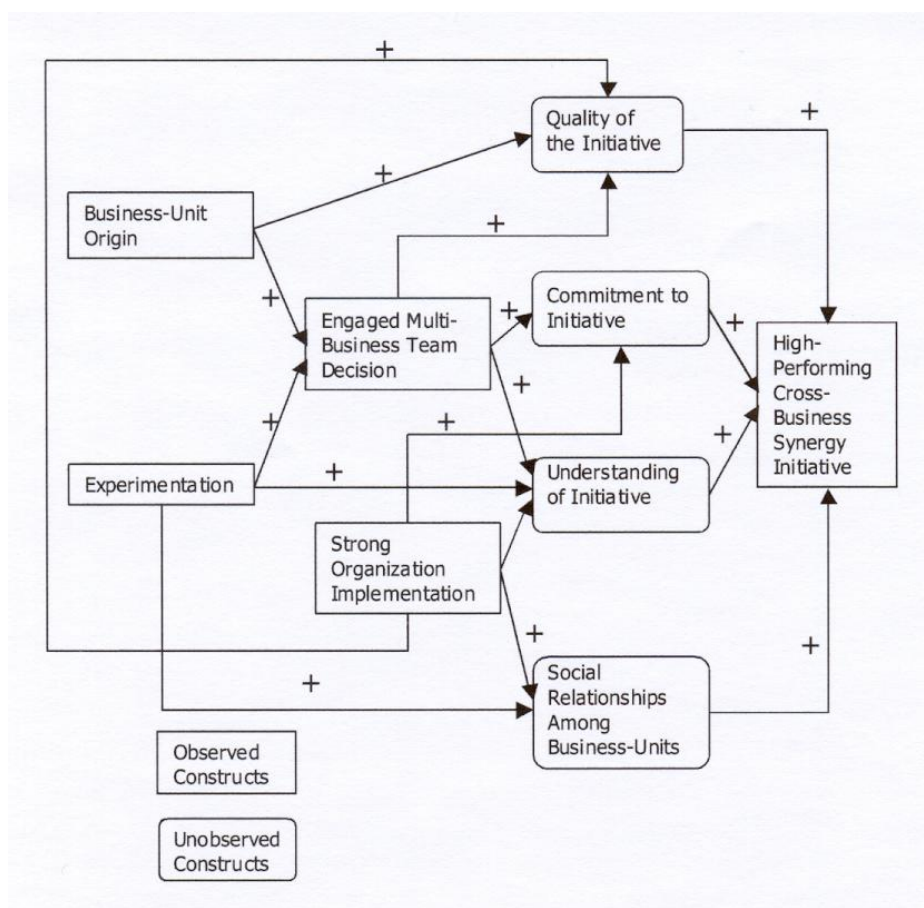 +
Quality of
the Initiative
+
+
Business-Unit
Origin
+
+
Commitment to
Initiative
Engaged Multi-
Business Team
Decision
+
+
High-
Performing
Cross-
Business
Synergy
Initiative
+
+
+
+
Experimentation
+
Understanding
of Initiative
Strong
Organization
Implementation
+
+
+
Social
Relationships
Among
Business-Units
Observed
Constructs
Unobserved
Constructs